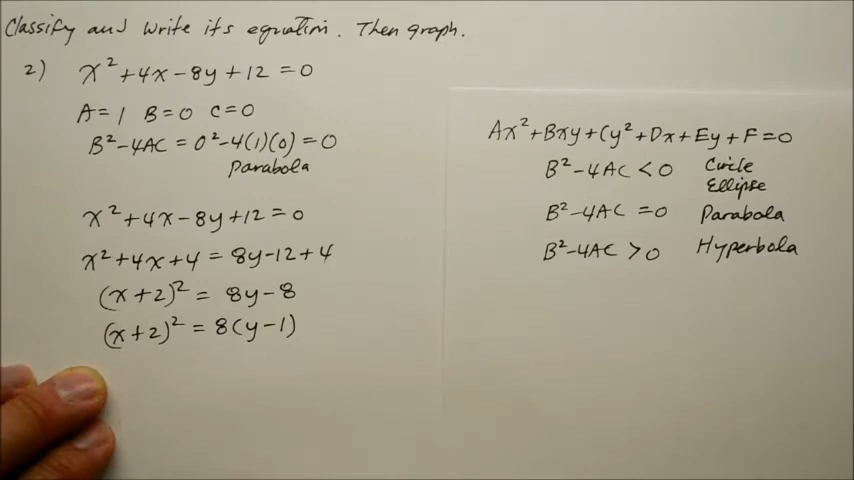 Classify and write its equation. Then graph.
2) x² + 4x - 8y + 12 = 0
A = 1 B = 0 C = 0
B² - 4AC = 0² - 4(1)(0) = 0
Parabola
x² + 4x - 8y + 12 = 0
x² + 4x + 4 = 8y - 12 + 4
(x + 2)² = 8y - 8
(x + 2)² = 8(y - 1)
Ax² + Bxy + Cy² + Dx + Ey + F = 0
B² - 4AC < 0 Circle
Ellipse
B² - 4AC = 0 Parabola
B² - 4AC > 0 Hyperbola